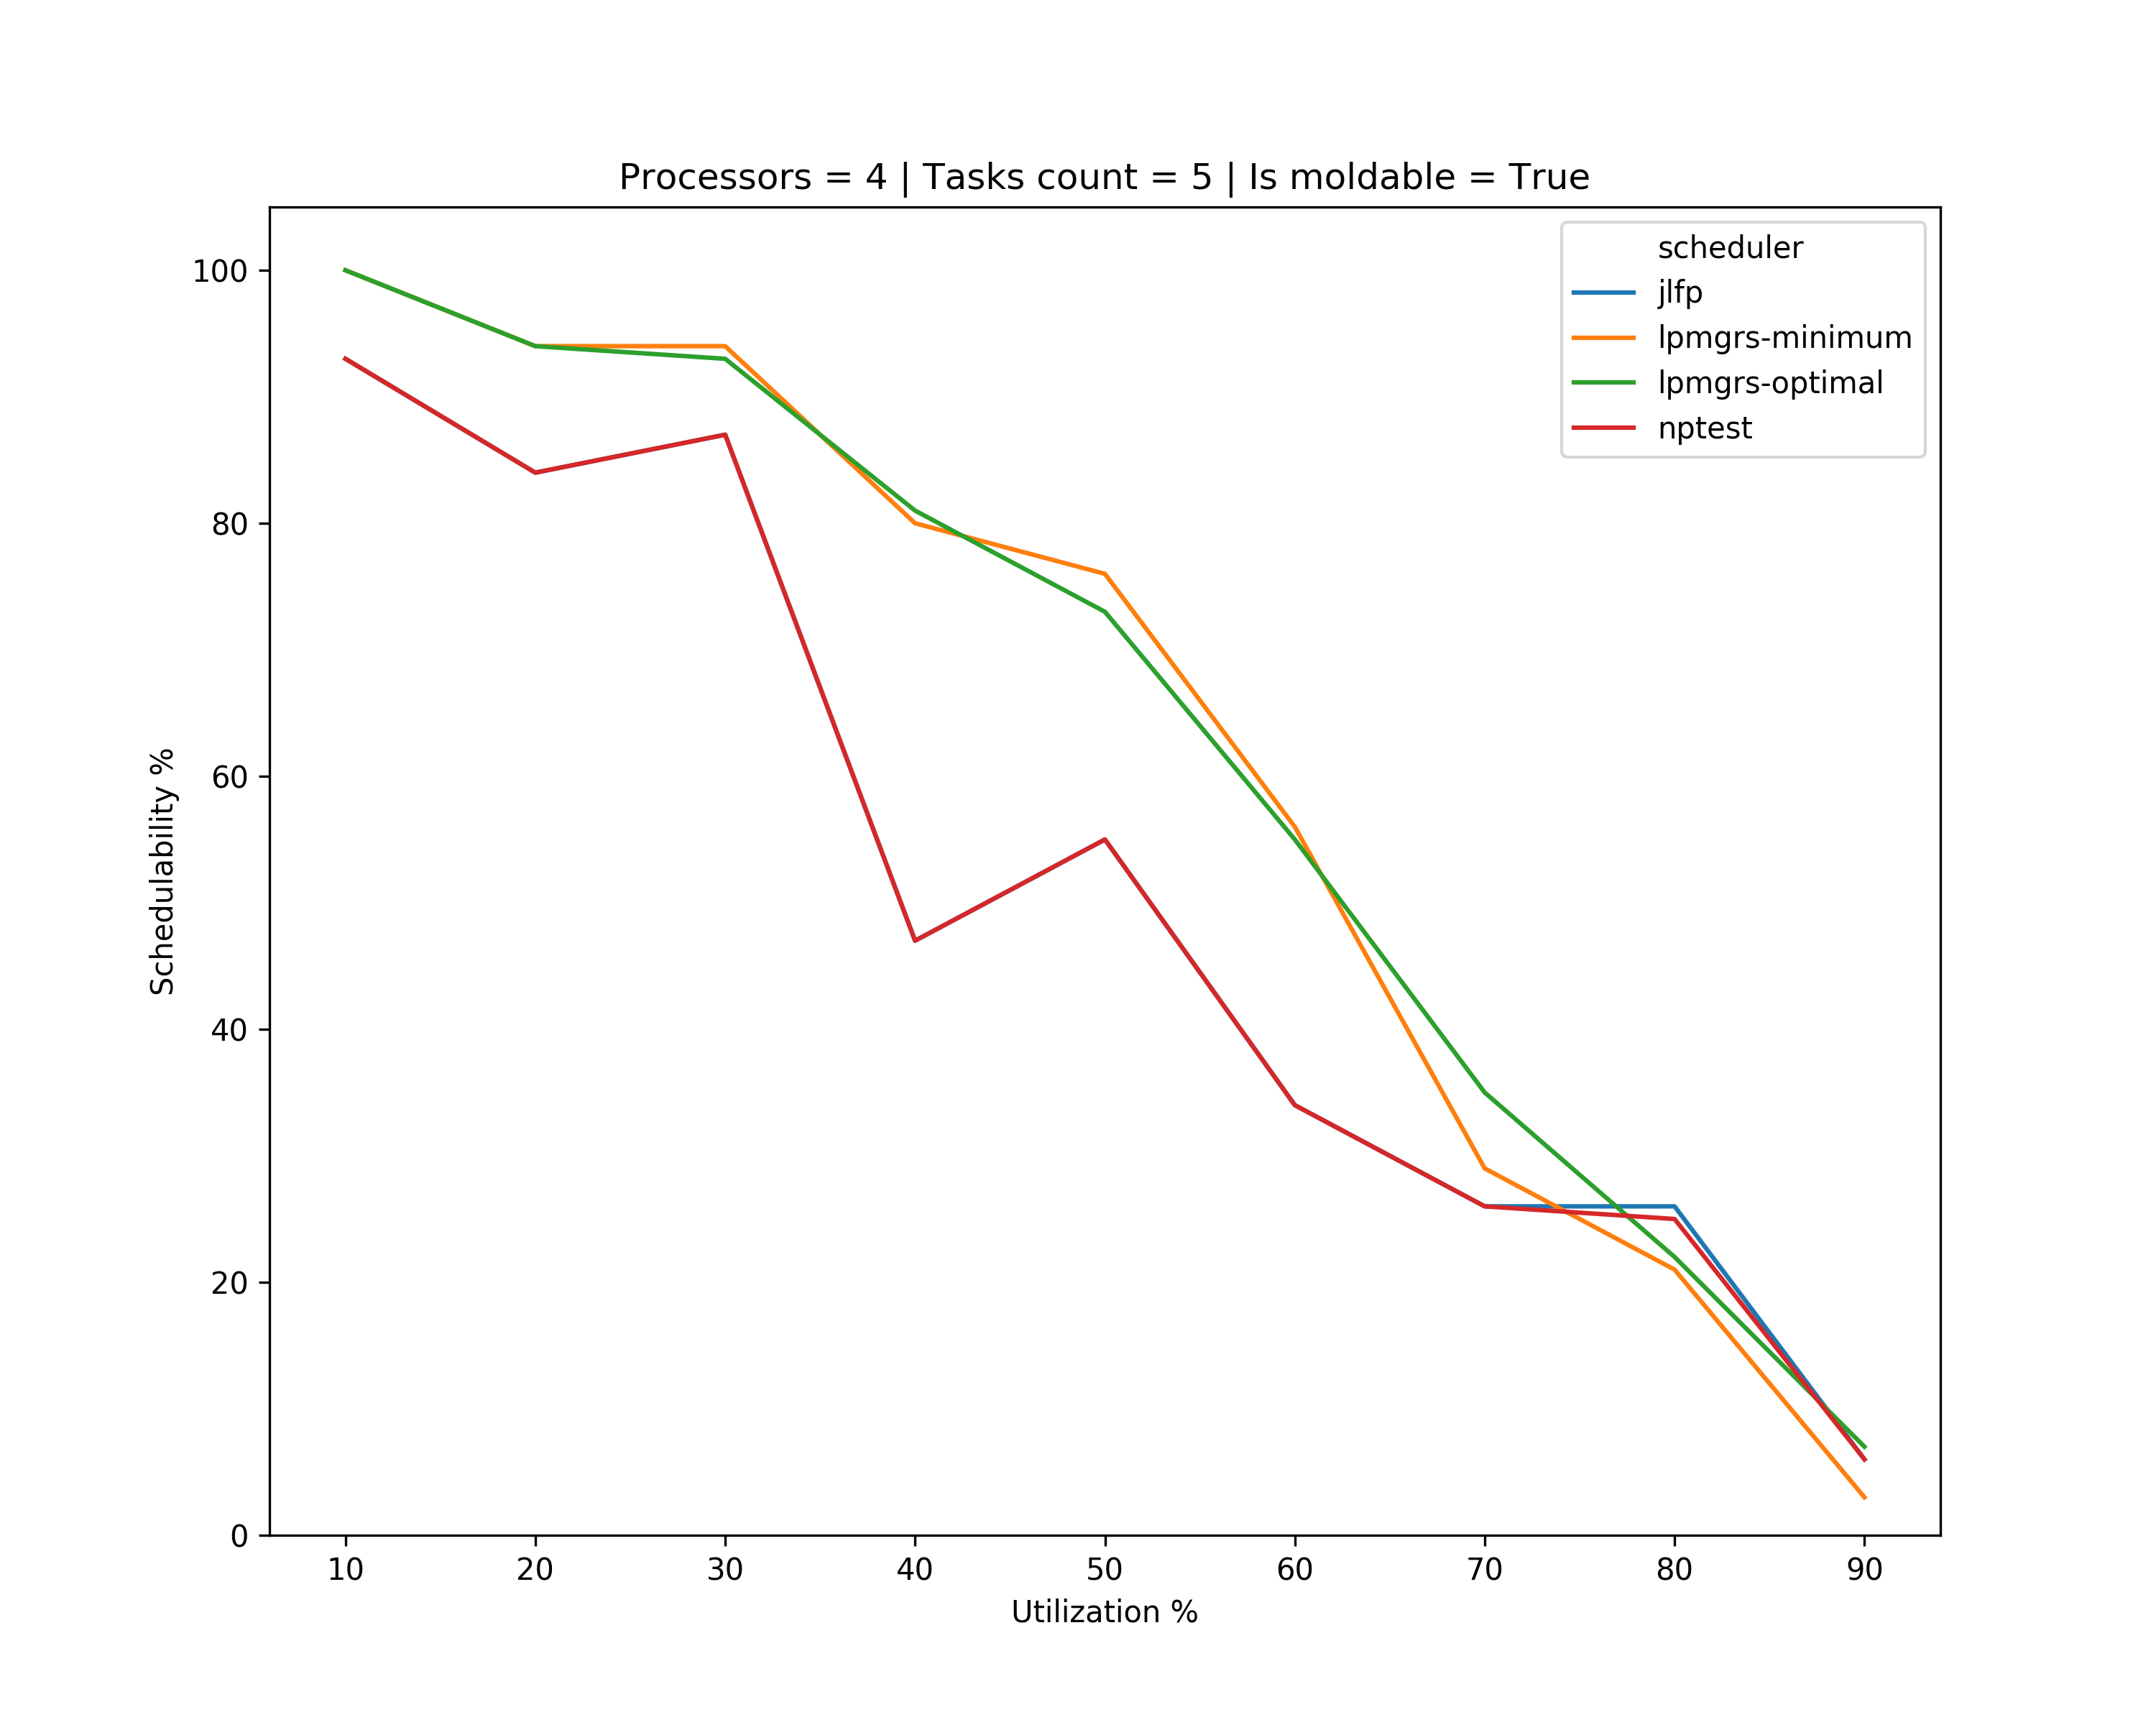 Processors = 4 | Tasks count = 5 | Is moldable = True
scheduler
jlfp
lpmgrs-minimum
lpmgrs-optimal
nptest
Schedulability %
100
80
60
40
20
0
10 20 30 40 50 60 70 80 90
Utilization %